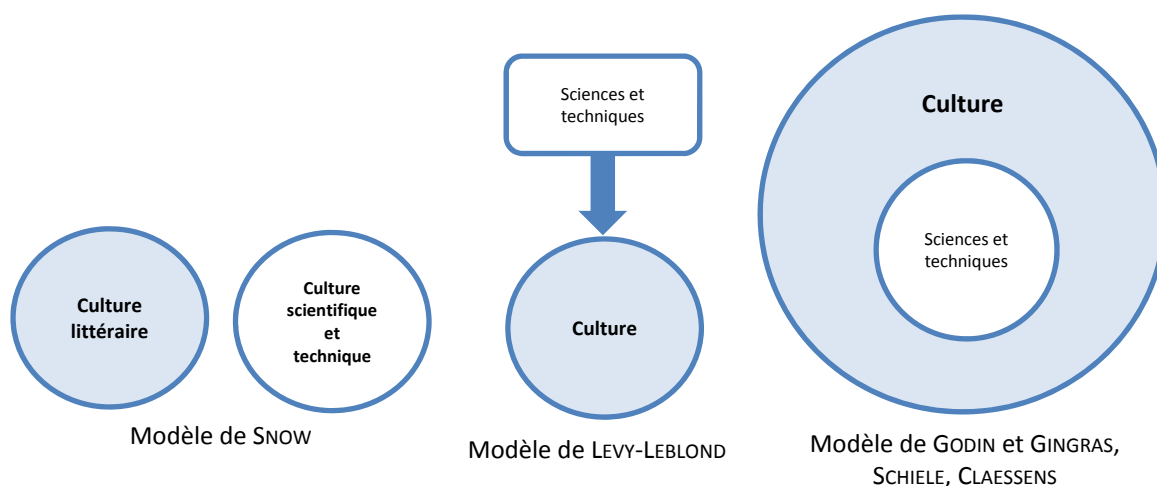 Culture
littéraire
Culture
scientifique
et
technique
Modèle de SNOW
Sciences et
techniques
Culture
Modèle de LEVY-LEBLOND
Culture
Sciences et
techniques
Modèle de GODIN et GINGRAS,
SCHIELE, CLAESSENS